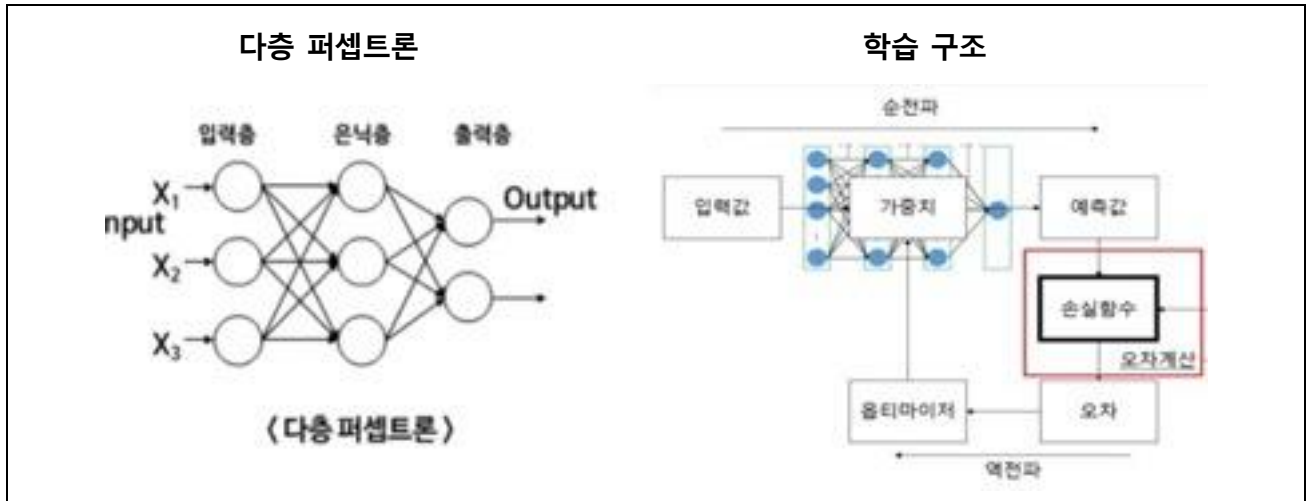 다층 퍼셉트론
입력층 은닉층 출력층
X1
nput
X2
X3
Output
〈다층 퍼셉트론〉
학습 구조
순전파
입력값
가중치
예측값
손실함수
오차계산
옵티마이저
오차
역전파